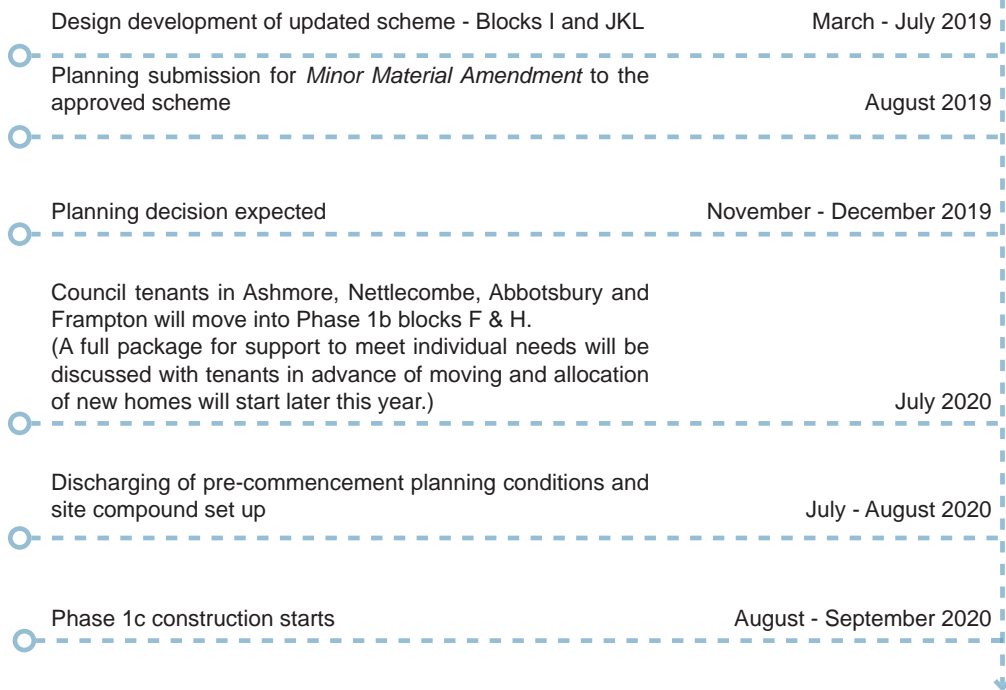 Design development of updated scheme - Blocks I and JKL March - July 2019
Planning submission for Minor Material Amendment to the
approved scheme August 2019
Planning decision expected November - December 2019
Council tenants in Ashmore, Nettlecombe, Abbotsbury and
Frampton will move into Phase 1b blocks F & H.
(A full package for support to meet individual needs will be
discussed with tenants in advance of moving and allocation
of new homes will start later this year.) July 2020
Discharging of pre-commencement planning conditions and
site compound set up July - August 2020
Phase 1c construction starts August - September 2020